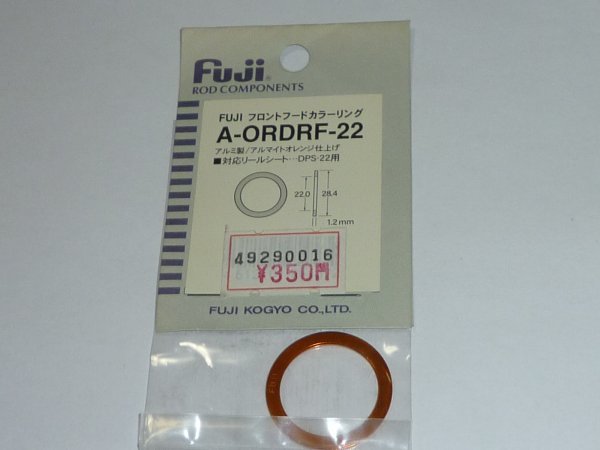 Fuji®
ROD COMPONENTS
FUJI フロントフードカラーリング
A-ORDRF-22
アルミ製/アルマイトオレンジ仕上げ
■対応リールシート…DPS-22用
22.0
28.4
1.2mm
49290016
¥350円
FUJI KOGYO CO.,LTD.